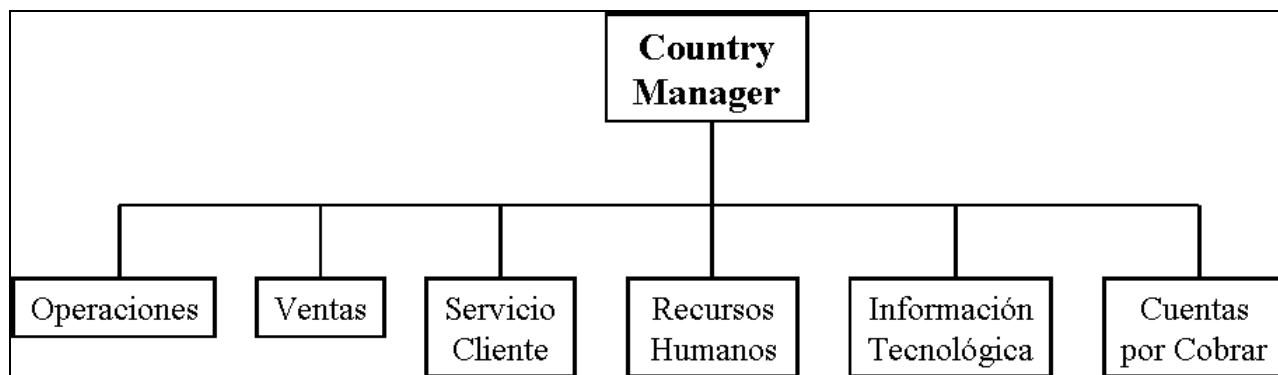 Country
Manager
Operaciones
Ventas
Servicio
Cliente
Recursos
Humanos
Información
Tecnológica
Cuentas
por Cobrar